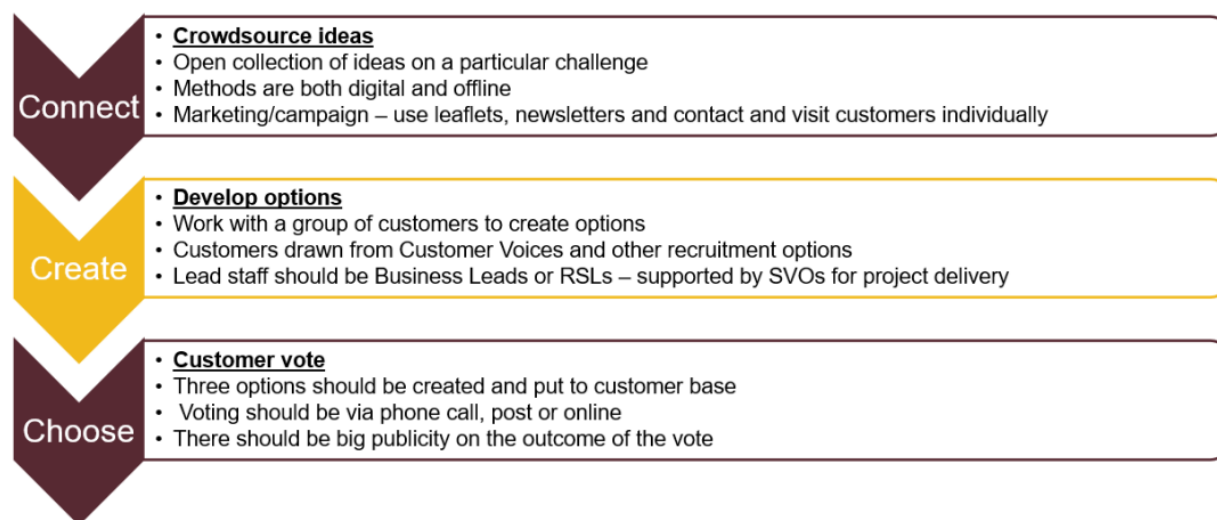 Connect
• Crowdsource ideas
• Open collection of ideas on a particular challenge
• Methods are both digital and offline
• Marketing/campaign – use leaflets, newsletters and contact and visit customers individually
Create
• Develop options
• Work with a group of customers to create options
• Customers drawn from Customer Voices and other recruitment options
• Lead staff should be Business Leads or RSLs – supported by SVOs for project delivery
Choose
• Customer vote
• Three options should be created and put to customer base
• Voting should be via phone call, post or online
• There should be big publicity on the outcome of the vote